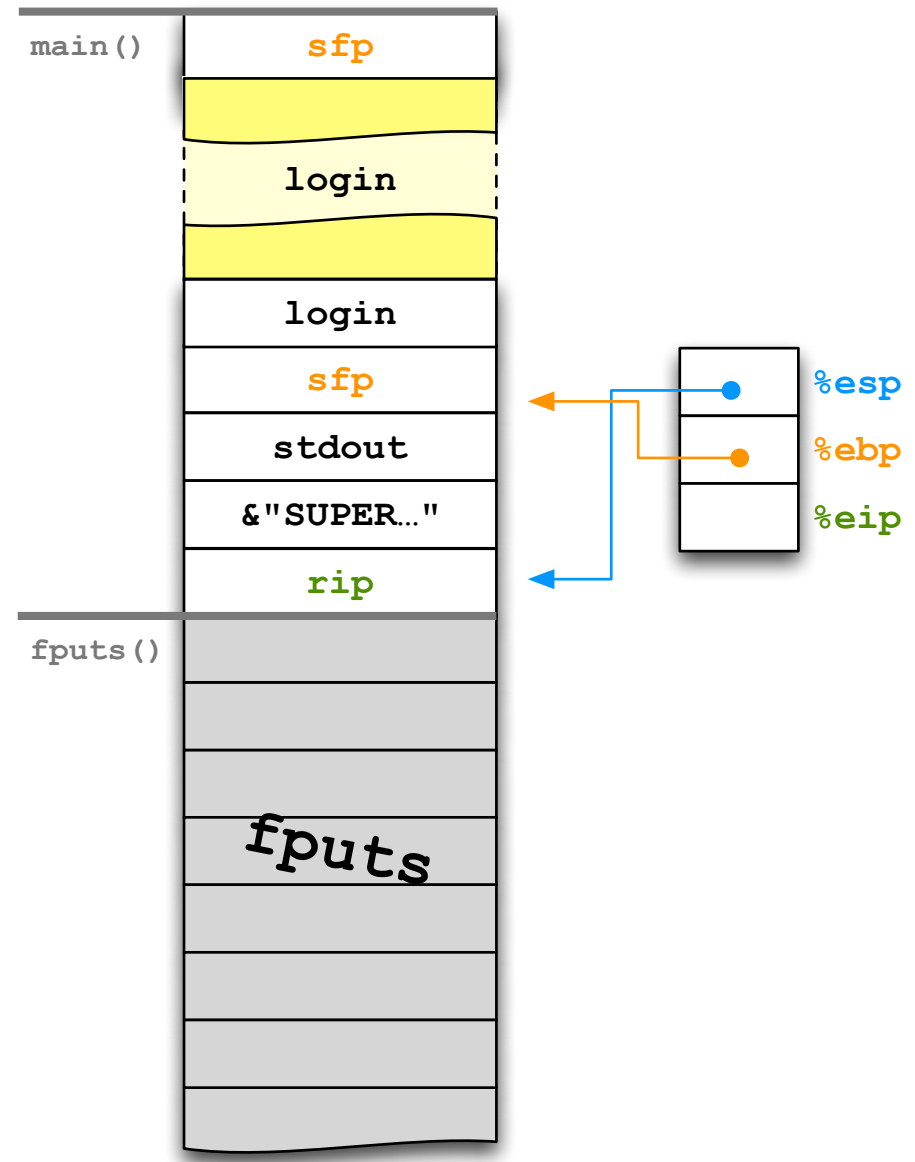 main()
sfp
login
login
sfp
stdout
&"SUPER…"
rip
%esp
%ebp
%eip
fputs()
fputs